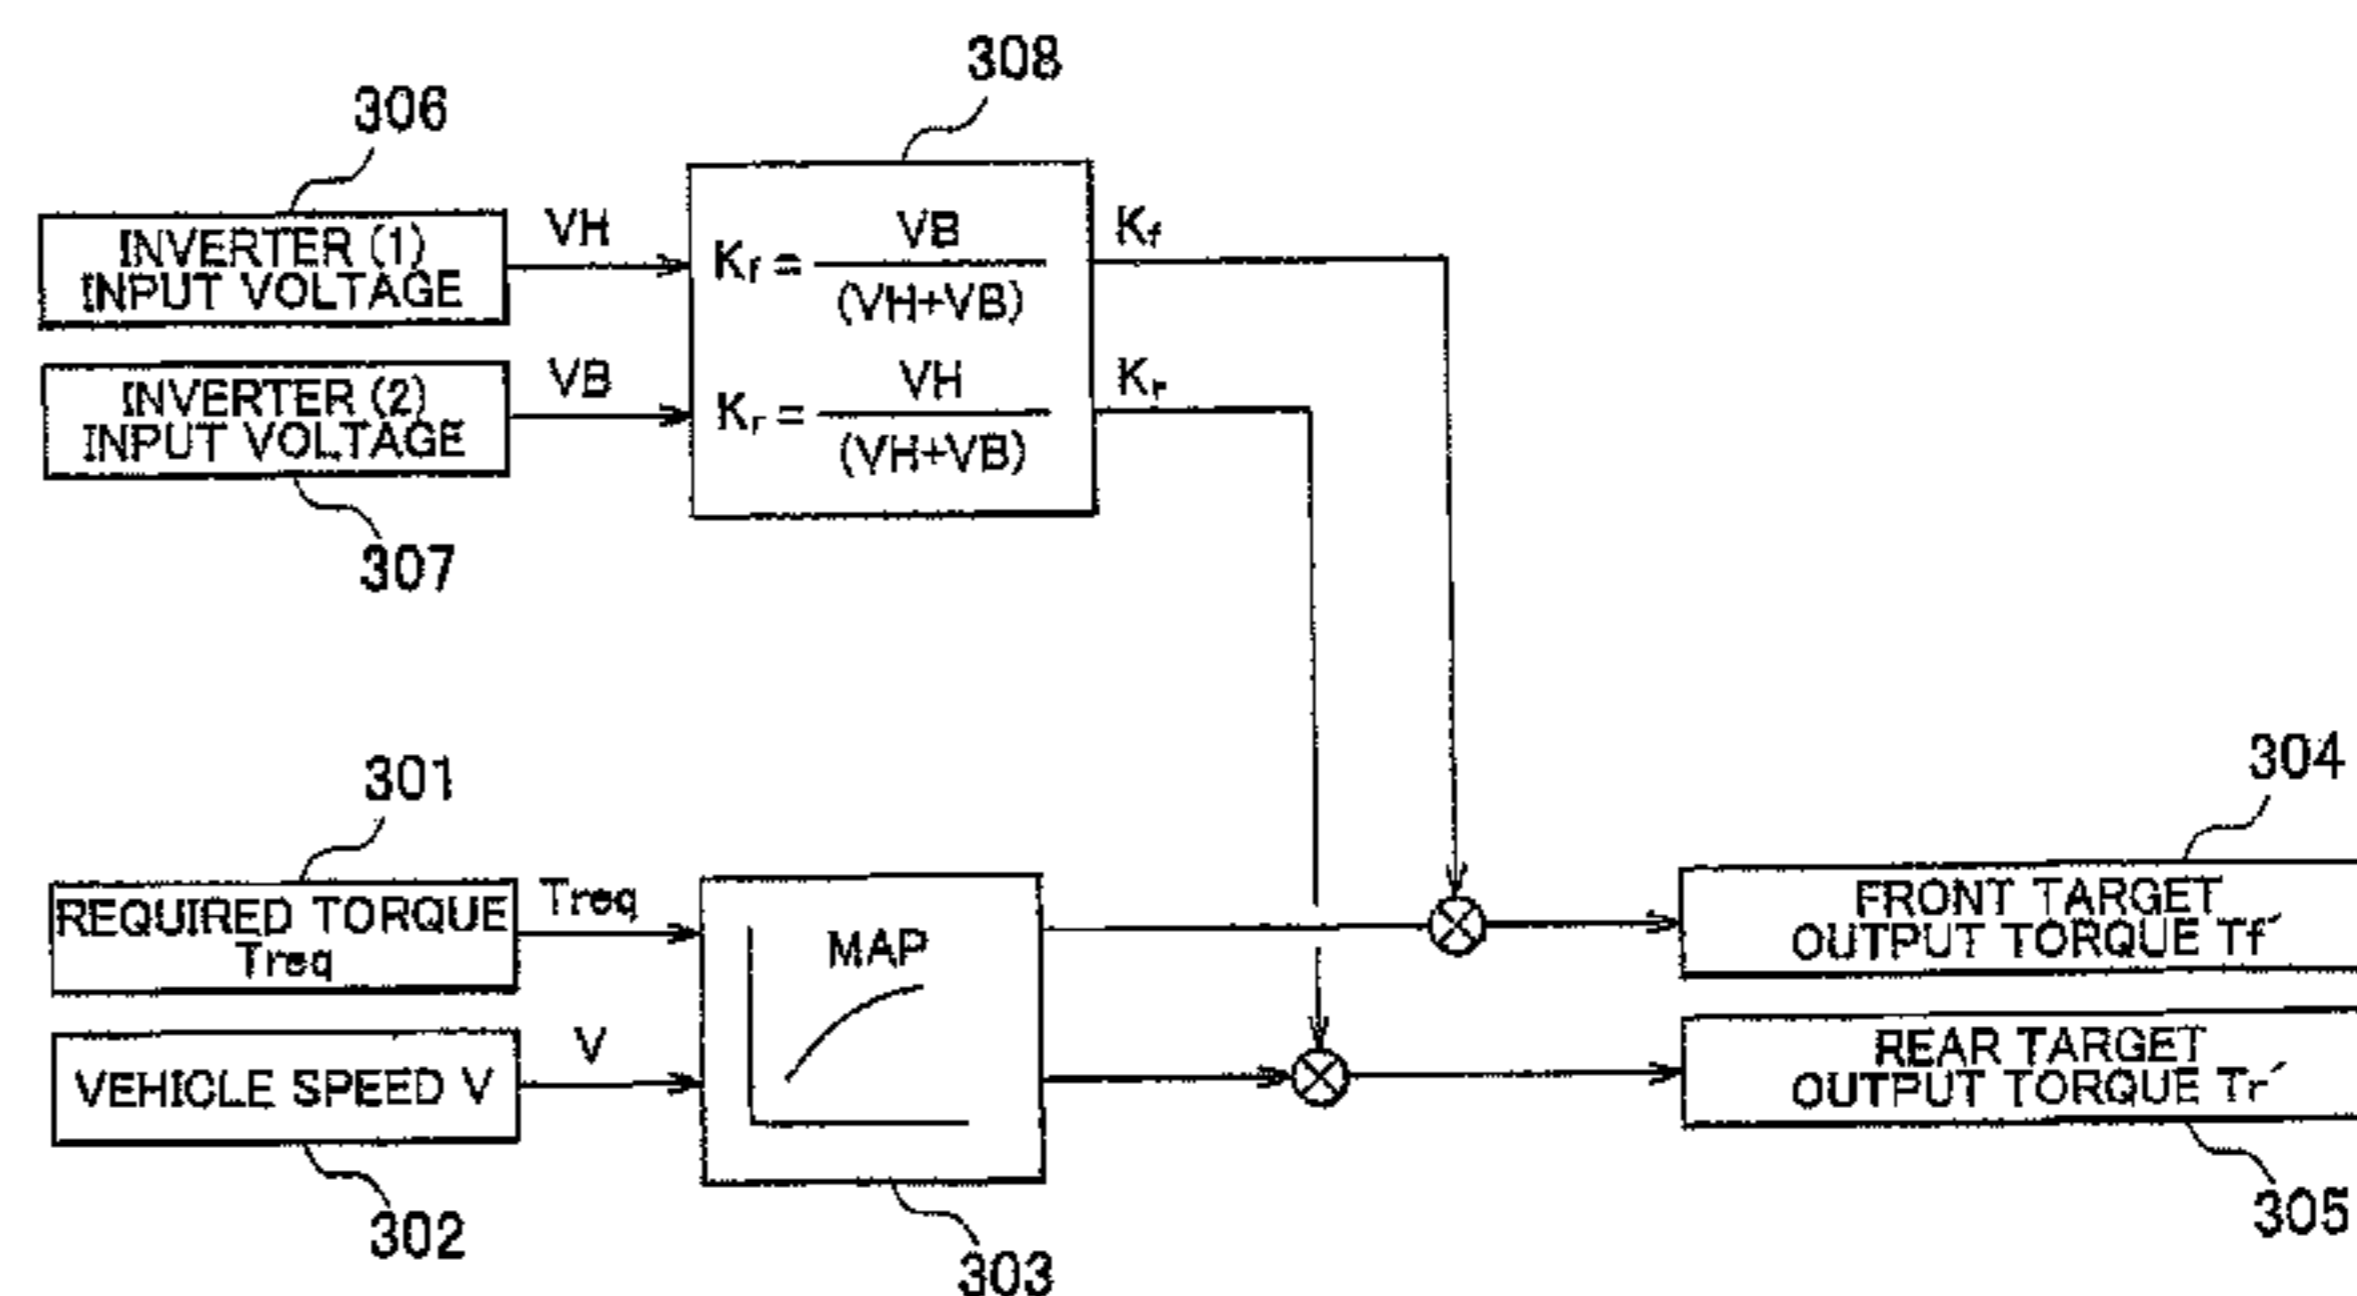 308
306
INVERTER (1)
INPUT VOLTAGE
VH
Kf = VB
(VH+VB)
Kf
INVERTER (2)
INPUT VOLTAGE
VB
Kr = VH
(VH+VB)
Kr
307
301
REQUIRED TORQUE
Treq
Treq
MAP
304
FRONT TARGET
OUTPUT TORQUE Tf´
VEHICLE SPEED V
V
REAR TARGET
OUTPUT TORQUE Tr´
302
303
305